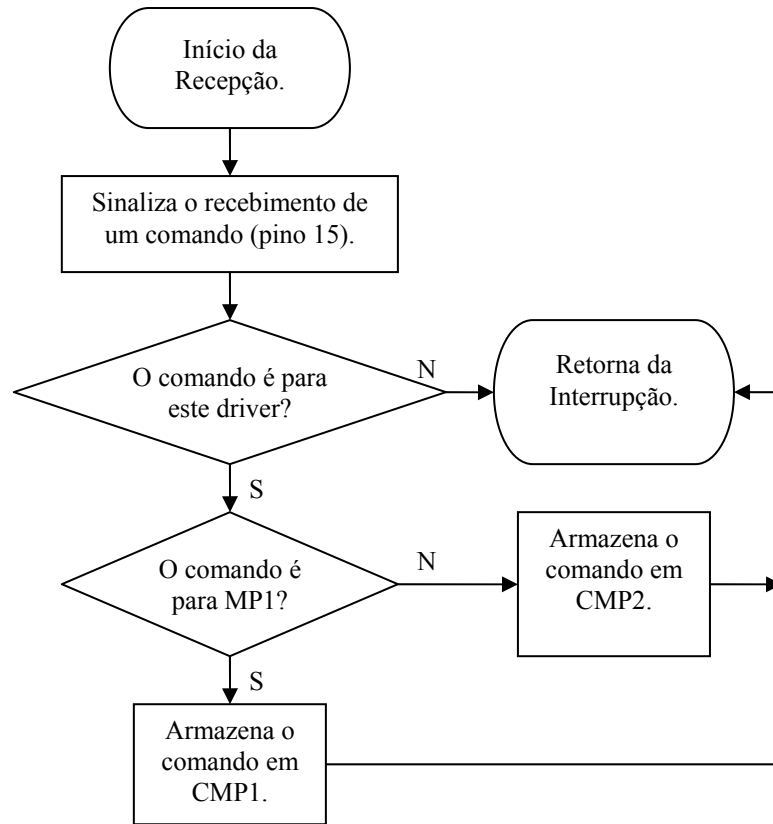 Início da
Recepção.
Sinaliza o recebimento de
um comando (pino 15).
O comando é para
este driver?
N
Retorna da
Interrupção.
S
O comando é
para MP1?
N
Armazena o
comando em
CMP2.
S
Armazena o
comando em
CMP1.